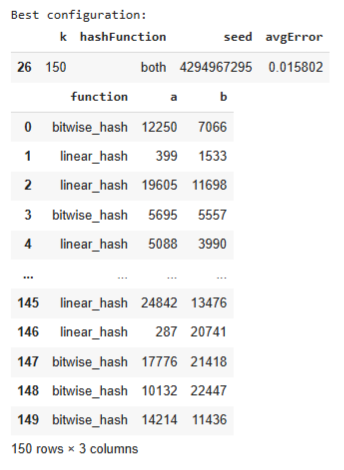 Best configuration:
k hashFunction seed avgError
26 150 both 4294967295 0.015802
function a b
0 bitwise_hash 12250 7066
1 linear_hash 399 1533
2 linear_hash 19605 11698
3 bitwise_hash 5695 5557
4 linear_hash 5088 3990
... ... ... ...
145 linear_hash 24842 13476
146 linear_hash 287 20741
147 bitwise_hash 17776 21418
148 bitwise_hash 10132 22447
149 bitwise_hash 14214 11436
150 rows × 3 columns